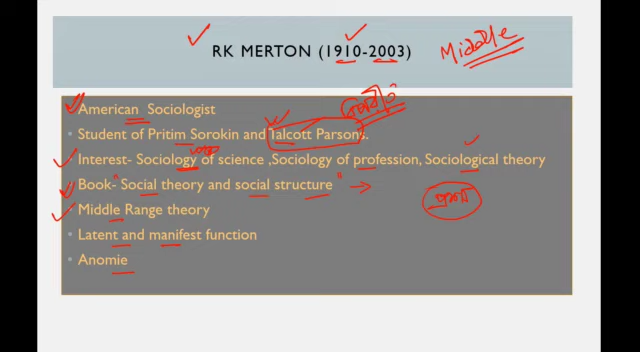 RK MERTON (1910-2003)
Middle
American Sociologist
Student of Pritim Sorokin and Talcott Parsons.
Interest- Sociology of science ,Sociology of profession, Sociological theory
Book- "Social theory and social structure"
Middle Range theory
Latent and manifest function
Anomie